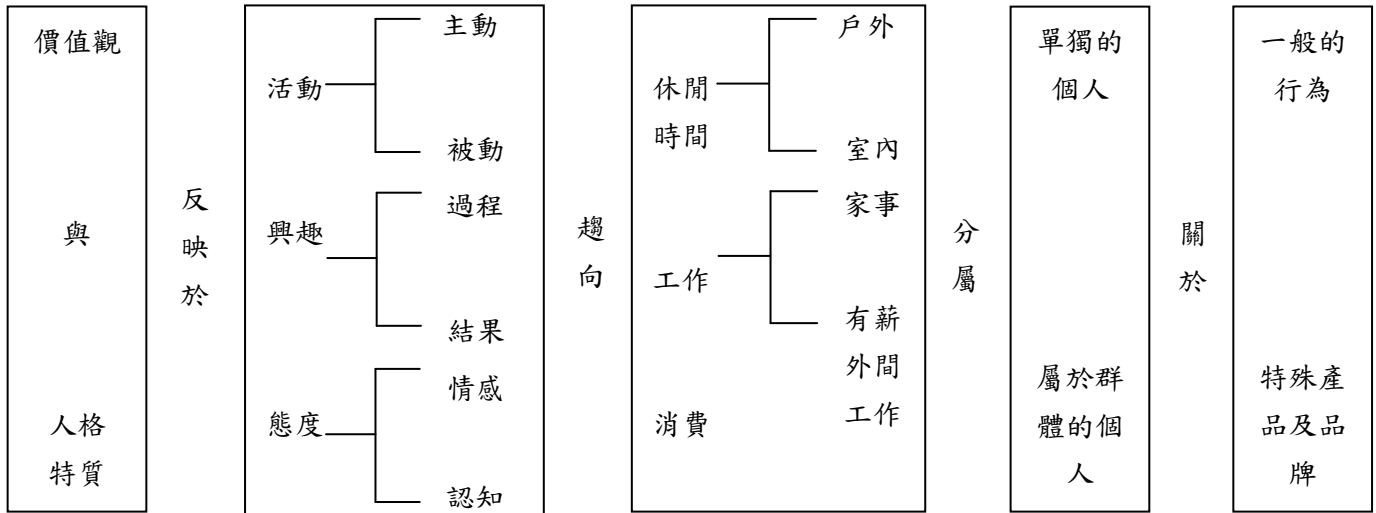 價值觀
與
人格
特質
反
映
於
活動
主動
被動
興趣
過程
結果
態度
情感
認知
趨
向
休閒
時間
戶外
室內
工作
家事
有薪
外間
工作
消費
分
屬
單獨的
個人
屬於群
體的個
人
關
於
一般的
行為
特殊產
品及品
牌